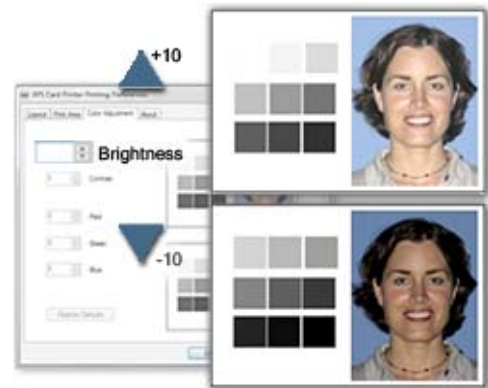 +10
XPS Card Printer Printing Preferences
Layout Print Area Color Adjustment About
Brightness
Contrast
Red
Green
-10
Blue
Restore Defaults